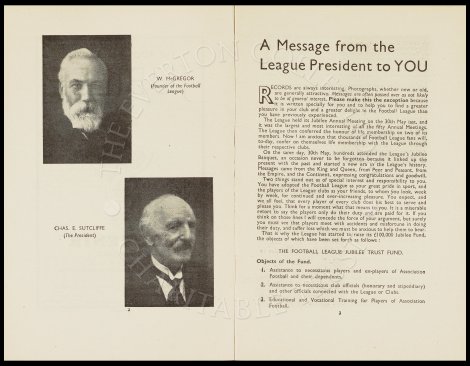 W. McGREGOR
(Founder of the Football
League)
CHAS. E. SUTCLIFFE
(The President)
2
A Message from the
League President to YOU
RECORDS are always interesting. Photographs, whether new or old,
are generally attractive. Messages are often passed over as not likely
to be of general interest. Please make this the exception because
it is written specially for you and to help you to find a greater
pleasure in your club and a greater delight in the Football League than
you have previously experienced.
The League held its Jubilee Annual Meeting on the 30th May last, and
it was the largest and most interesting of all the fifty Annual Meetings.
The League then conferred the honour of life membership on two of its
members. Now I am anxious that thousands of League fans will,
to-day, confer on themselves life membership with the League through
their respective clubs.
On the same day, 30th May, hundreds attended the League's Jubilee
Banquet, an occasion never to be forgotten because it linked up the
present with the past and started a new era in the League's history.
Messages came from the King and Queen, from Peer and Peasant, from
the Empire, and the Continent, expressing congratulations and goodwill.
Two things stand out as of special interest and responsibility to you.
You have adopted the Football League as your great pride in sport, and
the players of the League clubs as your friends, to whom you look, week
by week, for continued and ever-increasing pleasure. You expect, and
we all feel, that every player of every club does his best to serve and
please you. Think for a moment what that means to you. It is a miserable
retort to say the players only do their duty and are paid for it. If you
think on those lines I will concede the force of your argument, but surely
you must see that players meet with accidents and misfortune in doing
their duty, and suffer loss which we must be anxious to help them to bear.
That is why the League has started to raise its £100,000 Jubilee Fund,
the objects of which have been set forth as follows :
THE FOOTBALL LEAGUE JUBILEE TRUST FUND.
Objects of the Fund.
1. Assistance to necessitous players and ex-players of Association
Football and their dependents.
2. Assistance to necessitous club officials (honorary and stipendiary)
and other officials connected with the League or Clubs.
3. Educational and Vocational Training for Players of Association
Football.
3